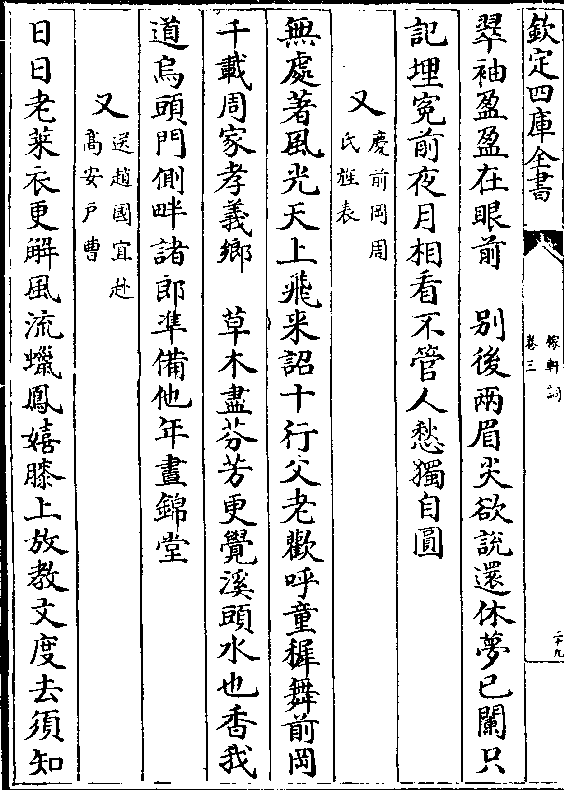 欽定四庫全書
稼軒詞
卷三
二十九
翠袖盈盈在眼前　别後兩眉尖欲說還休夢已闌只
記埋寃前夜月相看不管人愁獨自圓
又
慶前岡周
氏旌表
無處著風光天上飛来詔十行父老歡呼童穉舞前岡
千載周家孝義鄉　草木盡芬芳更覺溪頭水也香我
道烏頭門側畔諸郎凖備他年晝錦堂
又
送趙國宜赴
髙安戸曹
日日老萊衣更解風流蠟鳳嬉膝上放教文度去須知